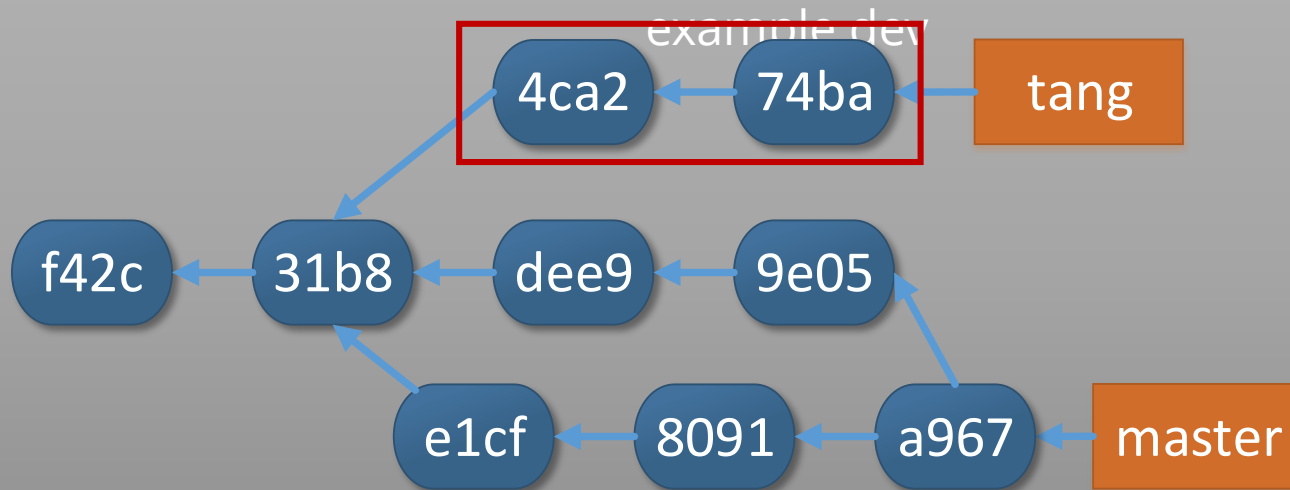 example dev
4ca2 74ba tang
f42c 31b8 dee9 9e05
e1cf 8091 a967 master